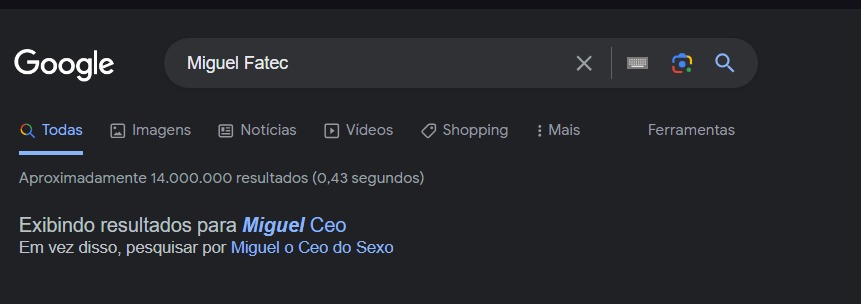 Google Miguel Fatec
Todas Imagens Notícias Vídeos Shopping Mais Ferramentas
Aproximadamente 14.000.000 resultados (0,43 segundos)
Exibindo resultados para Miguel Ceo
Em vez disso, pesquisar por Miguel o Ceo do Sexo